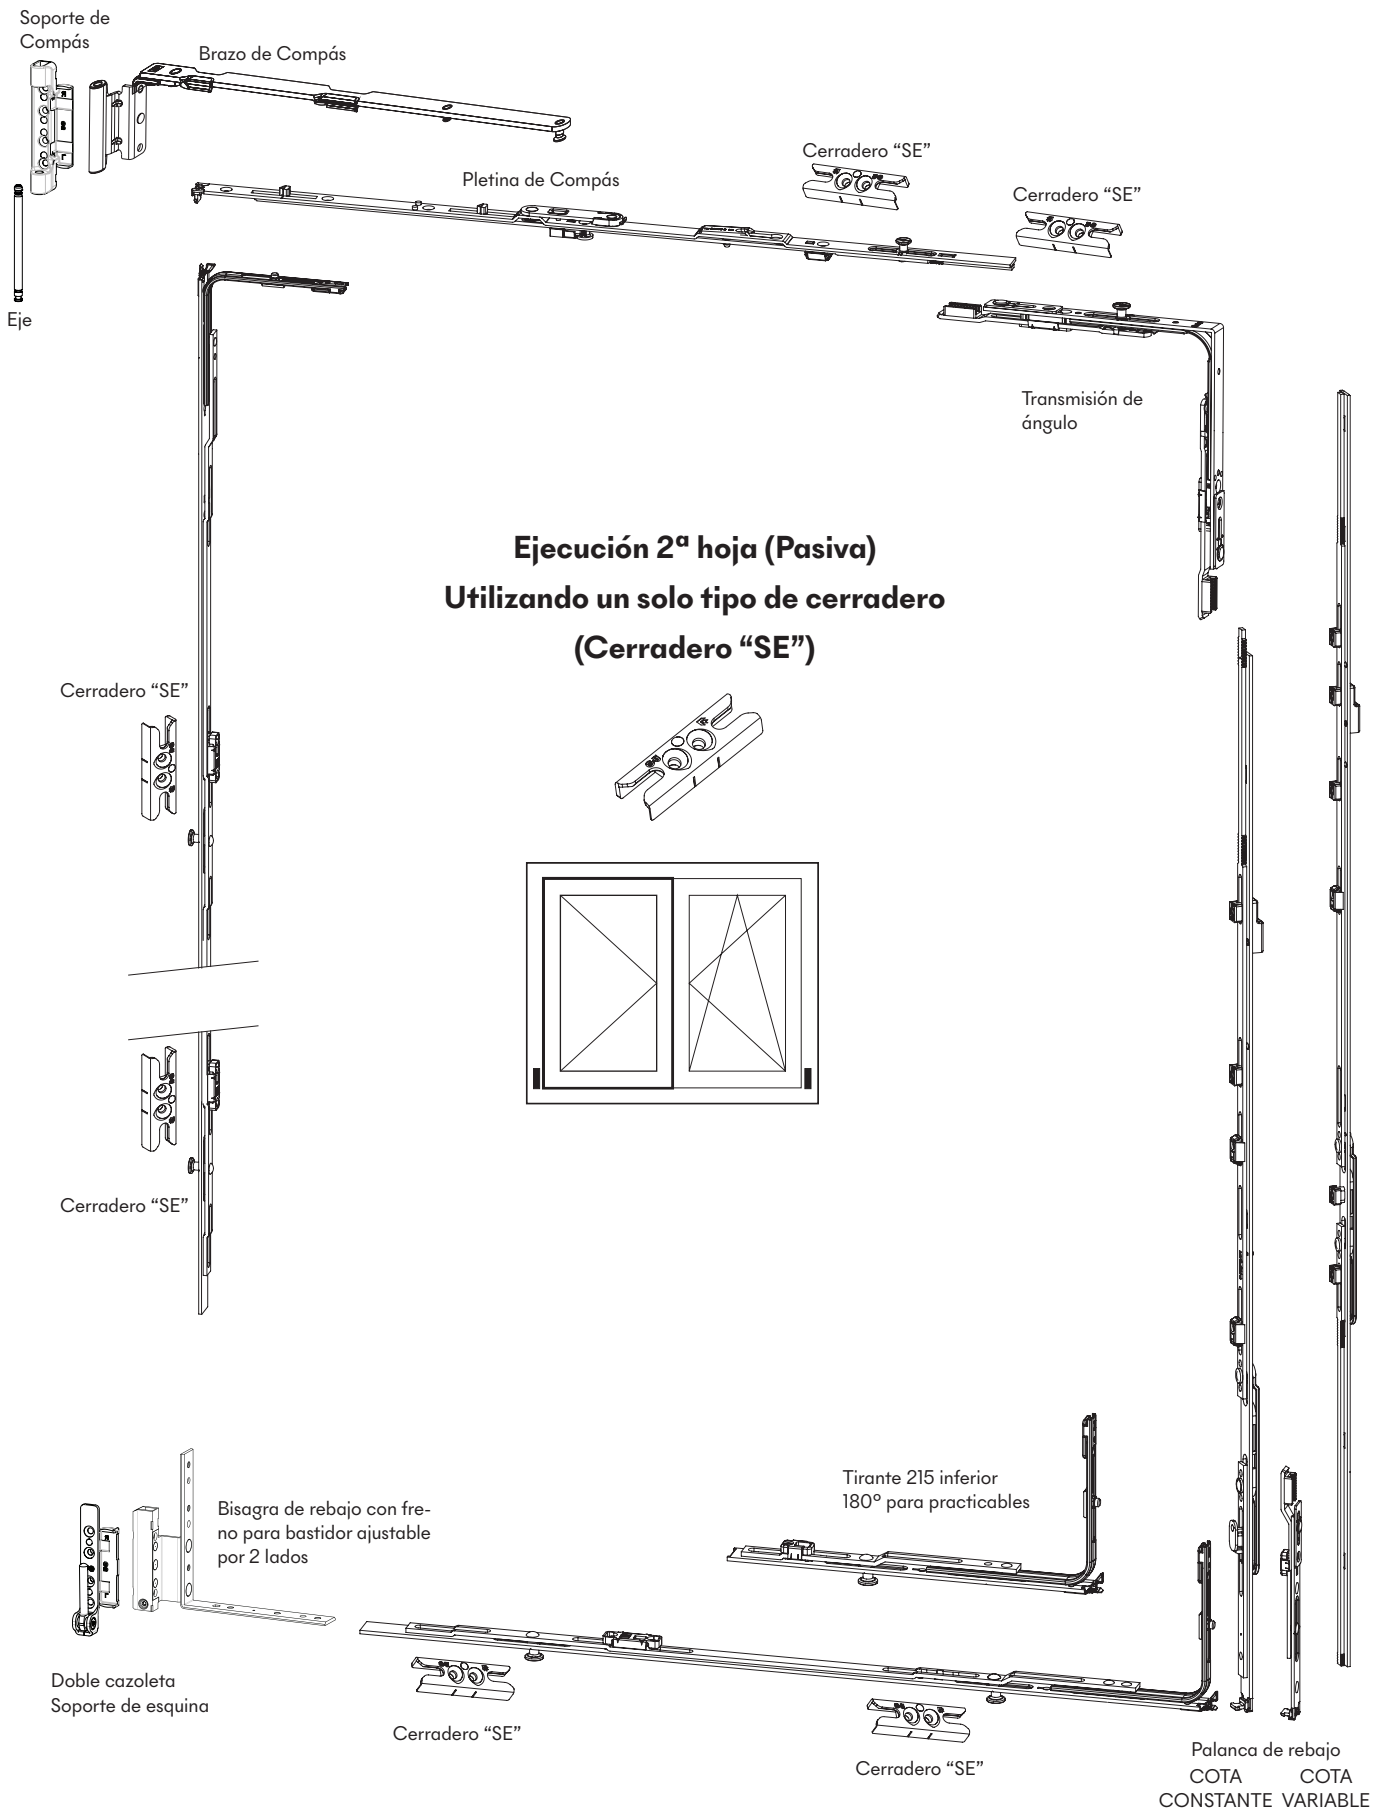 Soporte de
Compás
Brazo de Compás
Cerradero “SE”
Pletina de Compás
Cerradero “SE”
Eje
Transmisión de
ángulo
Ejecución 2ª hoja (Pasiva)
Utilizando un solo tipo de cerradero
(Cerradero “SE”)
Cerradero “SE”
Cerradero “SE”
Tirante 215 inferior
180º para practicables
Bisagra de rebajo con fre-
no para bastidor ajustable
por 2 lados
Doble cazoleta
Soporte de esquina
Cerradero “SE”
Cerradero “SE”
Palanca de rebajo
COTA COTA
CONSTANTE VARIABLE